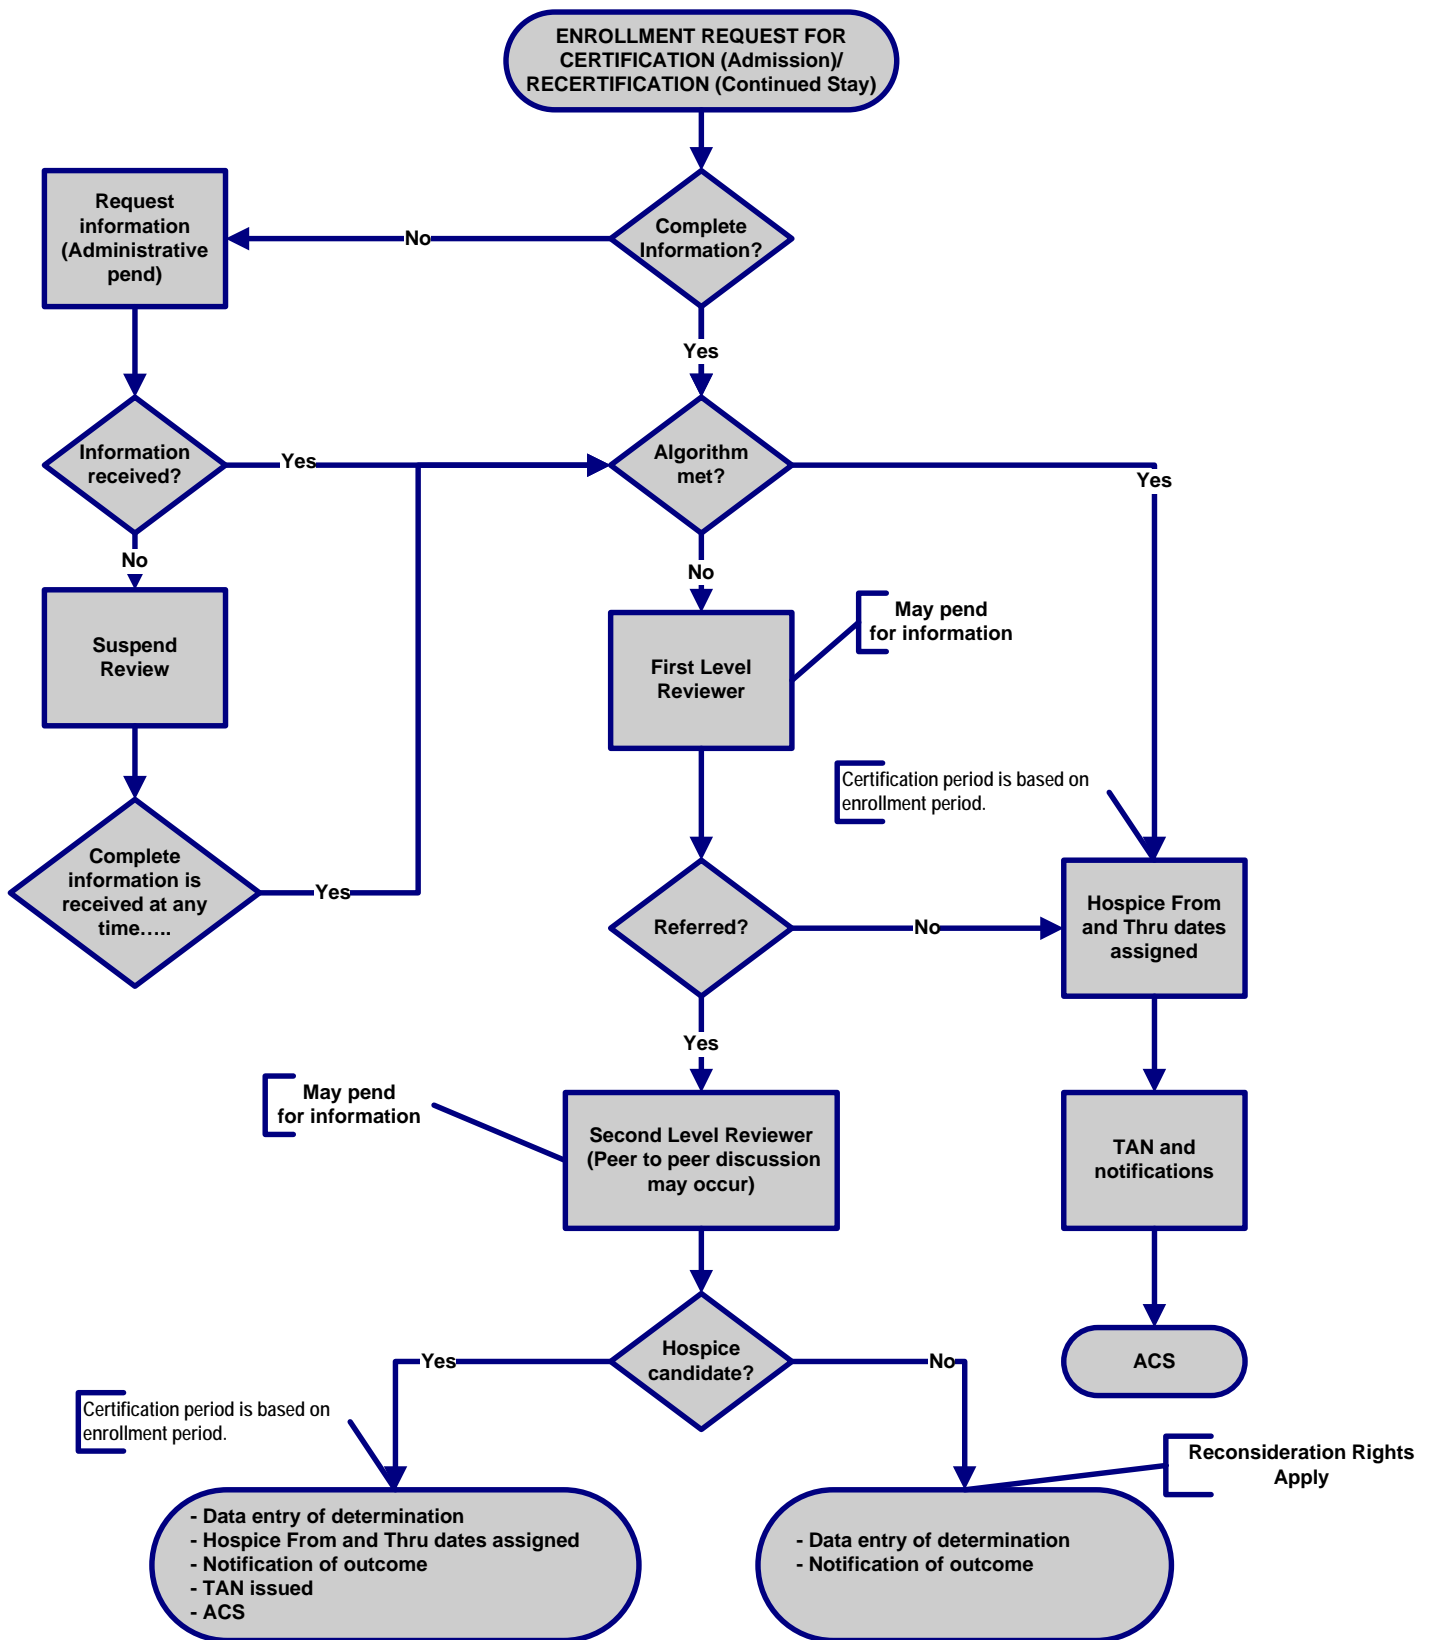 ENROLLMENT REQUEST FOR
CERTIFICATION (Admission)/
RECERTIFICATION (Continued Stay)
Request
information
(Administrative
pend)
No
Complete
Information?
Yes
Information
received?
Yes
Algorithm
met?
Yes
No
No
Suspend
Review
First Level
Reviewer
May pend
for information
Certification period is based on
enrollment period.
Complete
information is
received at any
time…..
Yes
Referred?
No
Hospice From
and Thru dates
assigned
Yes
May pend
for information
Second Level Reviewer
(Peer to peer discussion
may occur)
TAN and
notifications
Yes
Hospice
candidate?
No
ACS
Certification period is based on
enrollment period.
Reconsideration Rights
Apply
- Data entry of determination
- Hospice From and Thru dates assigned
- Notification of outcome
- TAN issued
- ACS
- Data entry of determination
- Notification of outcome